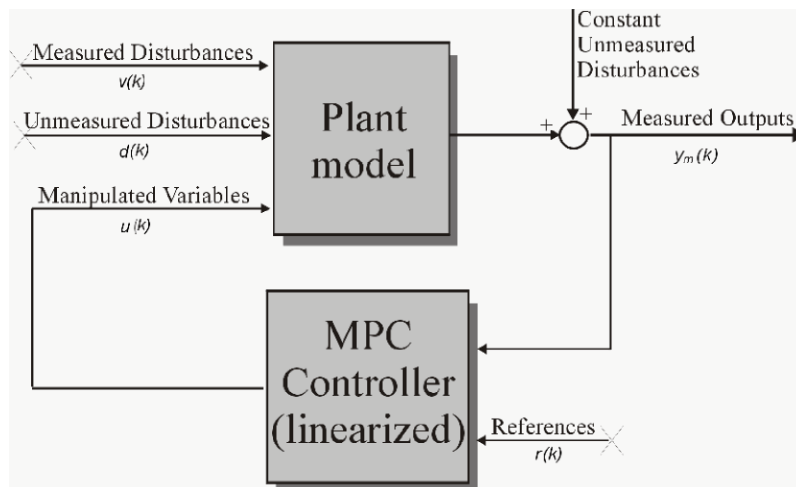 Constant
Unmeasured
Disturbances
Measured Disturbances
v(k)
Unmeasured Disturbances
d(k)
Manipulated Variables
u(k)
Plant
model
+
+
Measured Outputs
ym(k)
MPC
Controller
(linearized)
References
r(k)